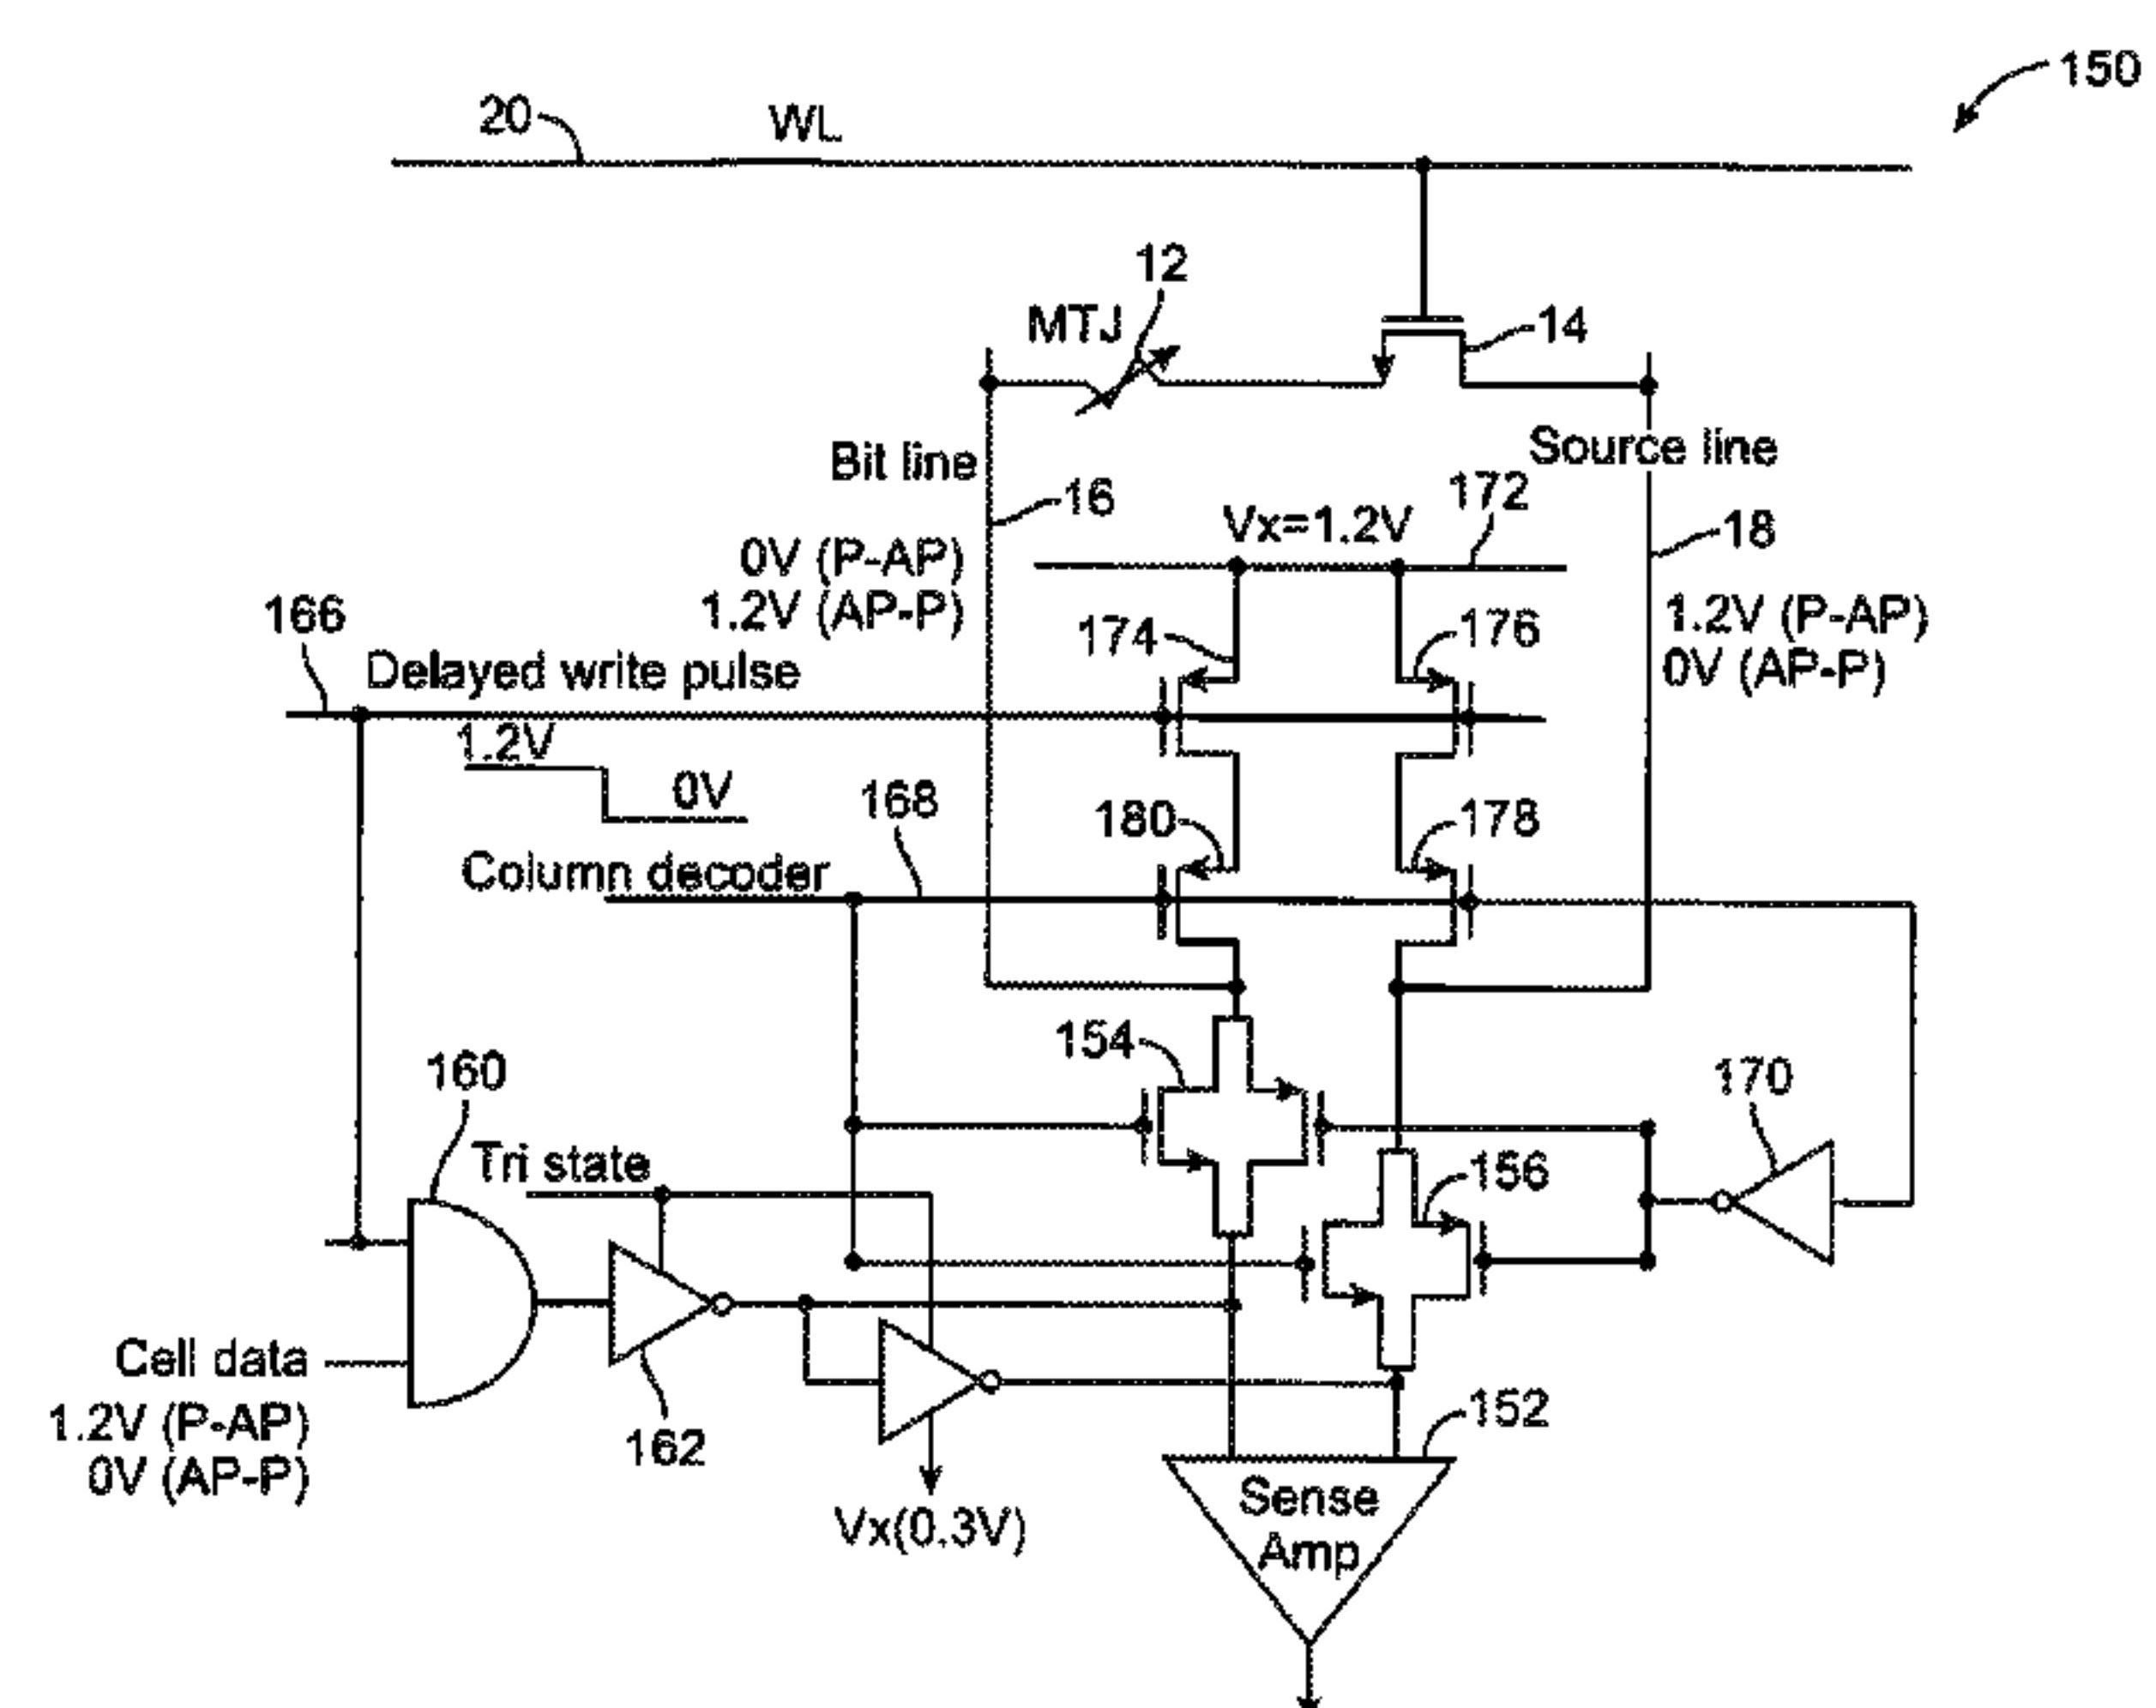 150
20
WL
12
MTJ
14
Bit line
Source line
16
172
Vx=1.2V
18
0V (P-AP)
1.2V (AP-P)
1.2V (P-AP)
0V (AP-P)
166
174
176
Delayed write pulse
1.2V
0V
168
180
178
Column decoder
154
160
170
Tri state
156
Cell data
1.2V (P-AP)
0V (AP-P)
162
152
Sense
Amp
Vx(0.3V)